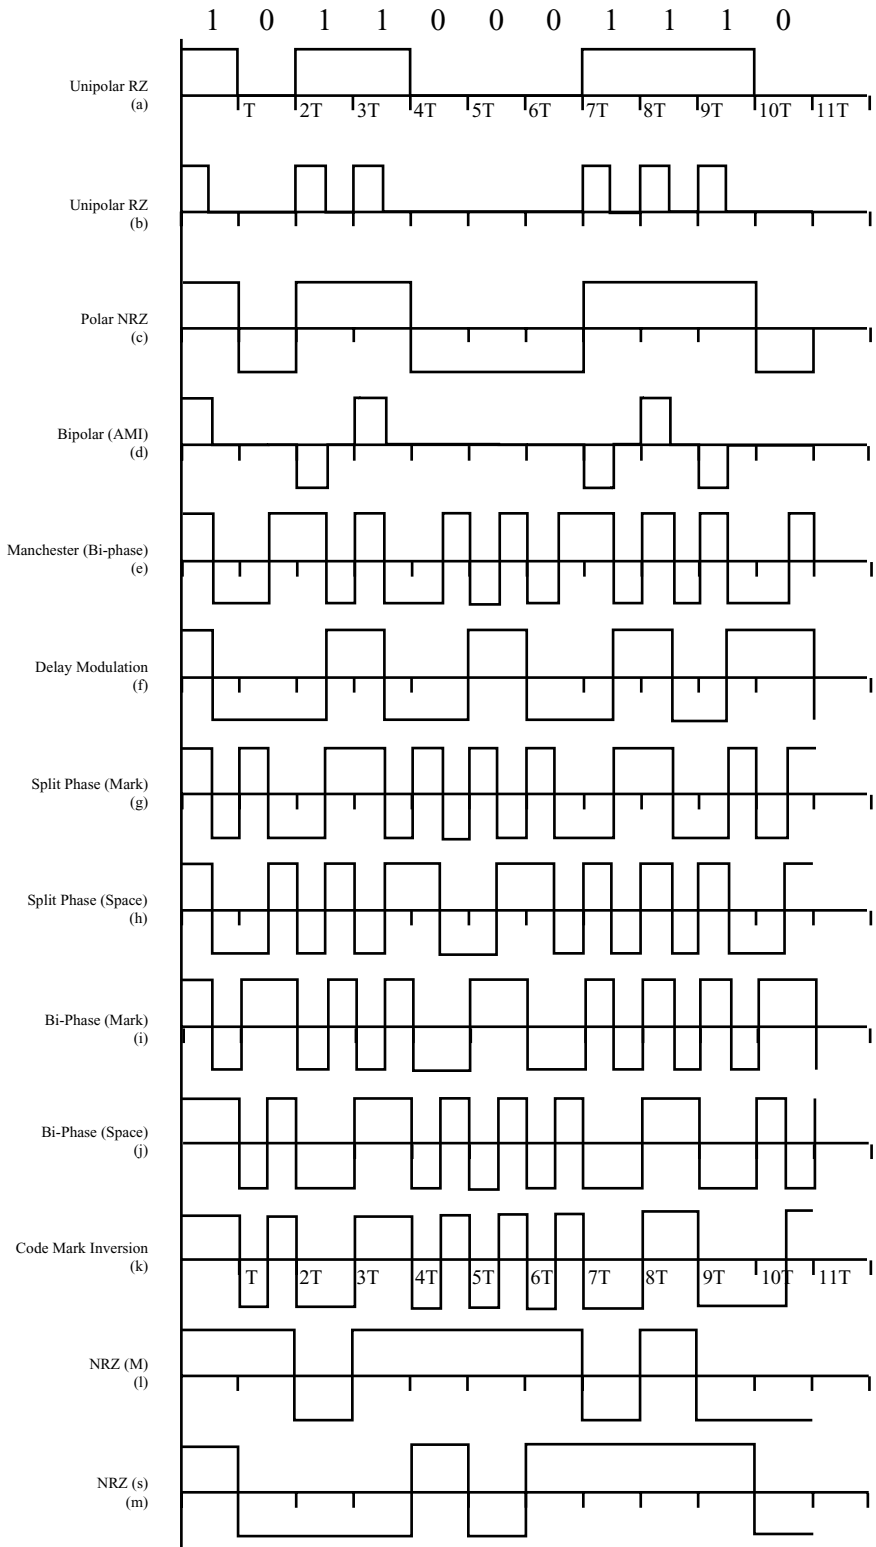 1 0 1 1 0 0 0 1 1 1 0
Unipolar RZ
(a)
T 2T 3T 4T 5T 6T 7T 8T 9T 10T 11T
Unipolar RZ
(b)
Polar NRZ
(c)
Bipolar (AMI)
(d)
Manchester (Bi-phase)
(e)
Delay Modulation
(f)
Split Phase (Mark)
(g)
Split Phase (Space)
(h)
Bi-Phase (Mark)
(i)
Bi-Phase (Space)
(j)
Code Mark Inversion
(k)
T 2T 3T 4T 5T 6T 7T 8T 9T 10T 11T
NRZ (M)
(l)
NRZ (s)
(m)